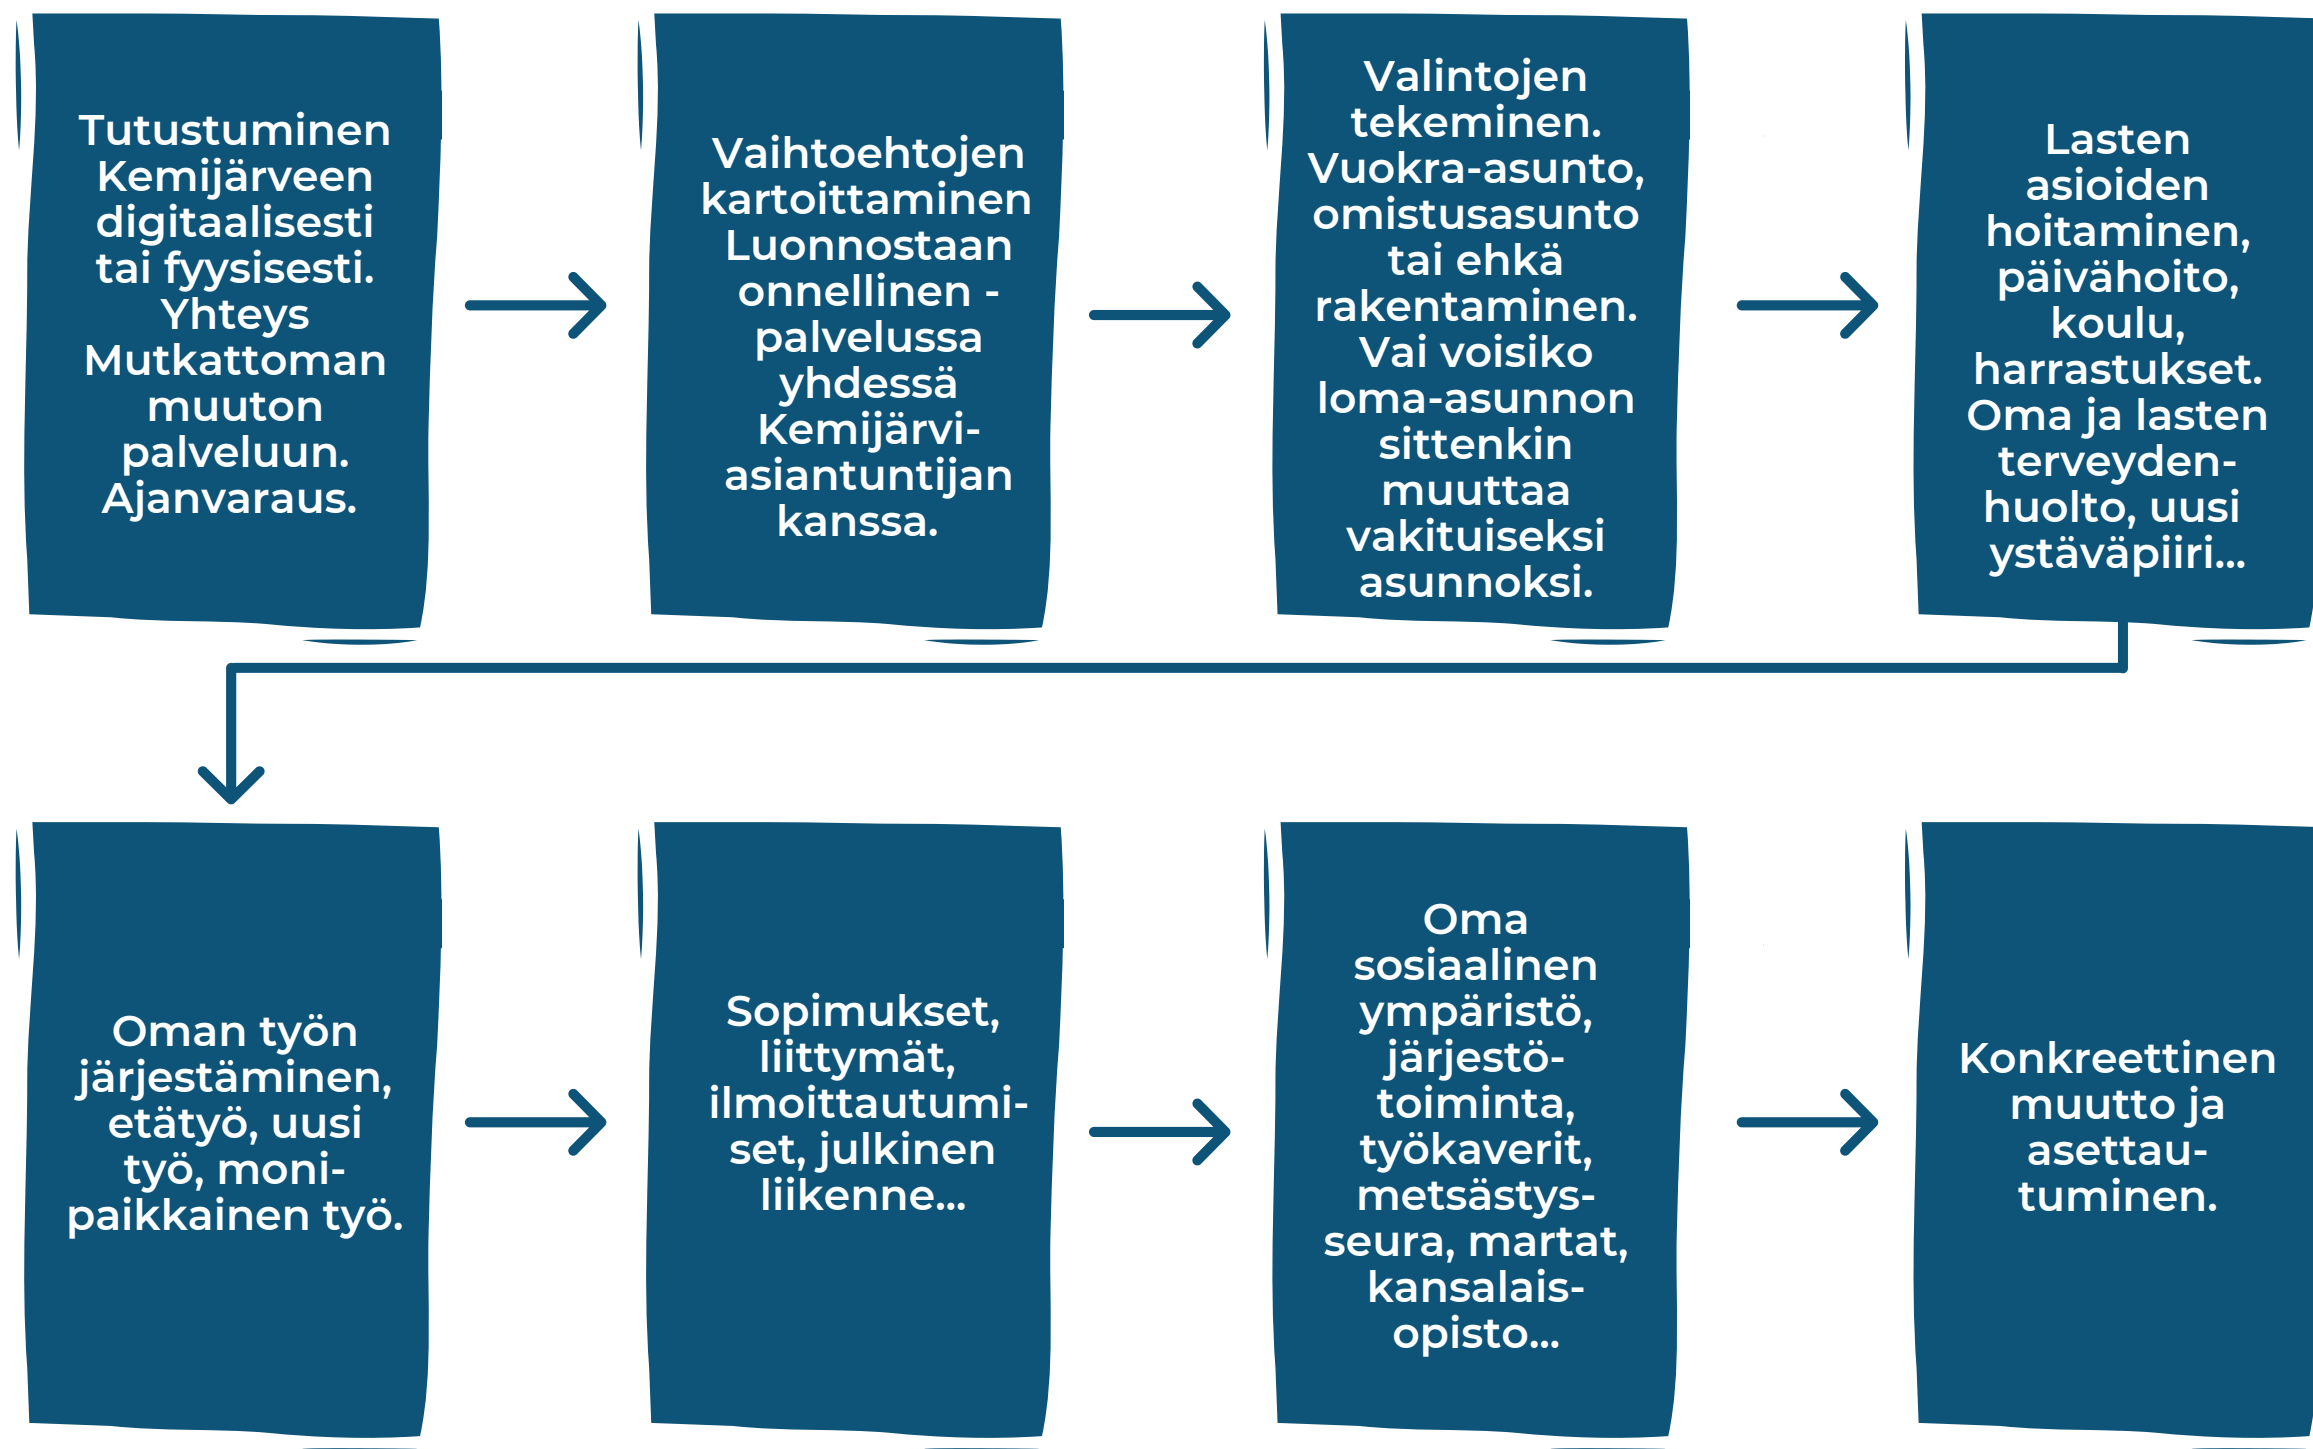 Tutustuminen
Kemijärveen
digitaalisesti
tai fyysisesti.
Yhteys
Mutkattoman
muuton
palveluun.
Ajanvaraus.
Vaihtoehtojen
kartoittaminen
Luonnostaan
onnellinen -
palvelussa
yhdessä
Kemijärvi-
asiantuntijan
kanssa.
Valintojen
tekeminen.
Vuokra-asunto,
omistusasunto
tai ehkä
rakentaminen.
Vai voisiko
loma-asunnon
sittenkin
muuttaa
vakituiseksi
asunnoksi.
Lasten
asioiden
hoitaminen,
päivähoito,
koulu,
harrastukset.
Oma ja lasten
terveyden-
huolto, uusi
ystäväpiiri...
Oman työn
järjestäminen,
etätyö, uusi
työ, moni-
paikkainen työ.
Sopimukset,
liittymät,
ilmoittautumi-
set, julkinen
liikenne...
Oma
sosiaalinen
ympäristö,
järjestö-
toiminta,
työkaverit,
metsästys-
seura, martat,
kansalais-
opisto...
Konkreettinen
muutto ja
asettau-
tuminen.